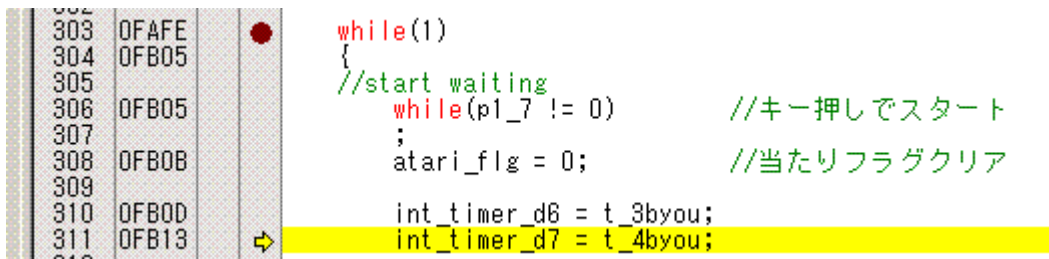 303 0FAFE while(1)
304 0FB05 {
305 //start waiting
306 0FB05 while(p1_7 != 0) //キー押しでスタート
307 ;
308 0FB0B atari_flg = 0; //当たりフラグクリア
309
310 0FB0D int_timer_d6 = t_3byou;
311 0FB13 int_timer_d7 = t_4byou;